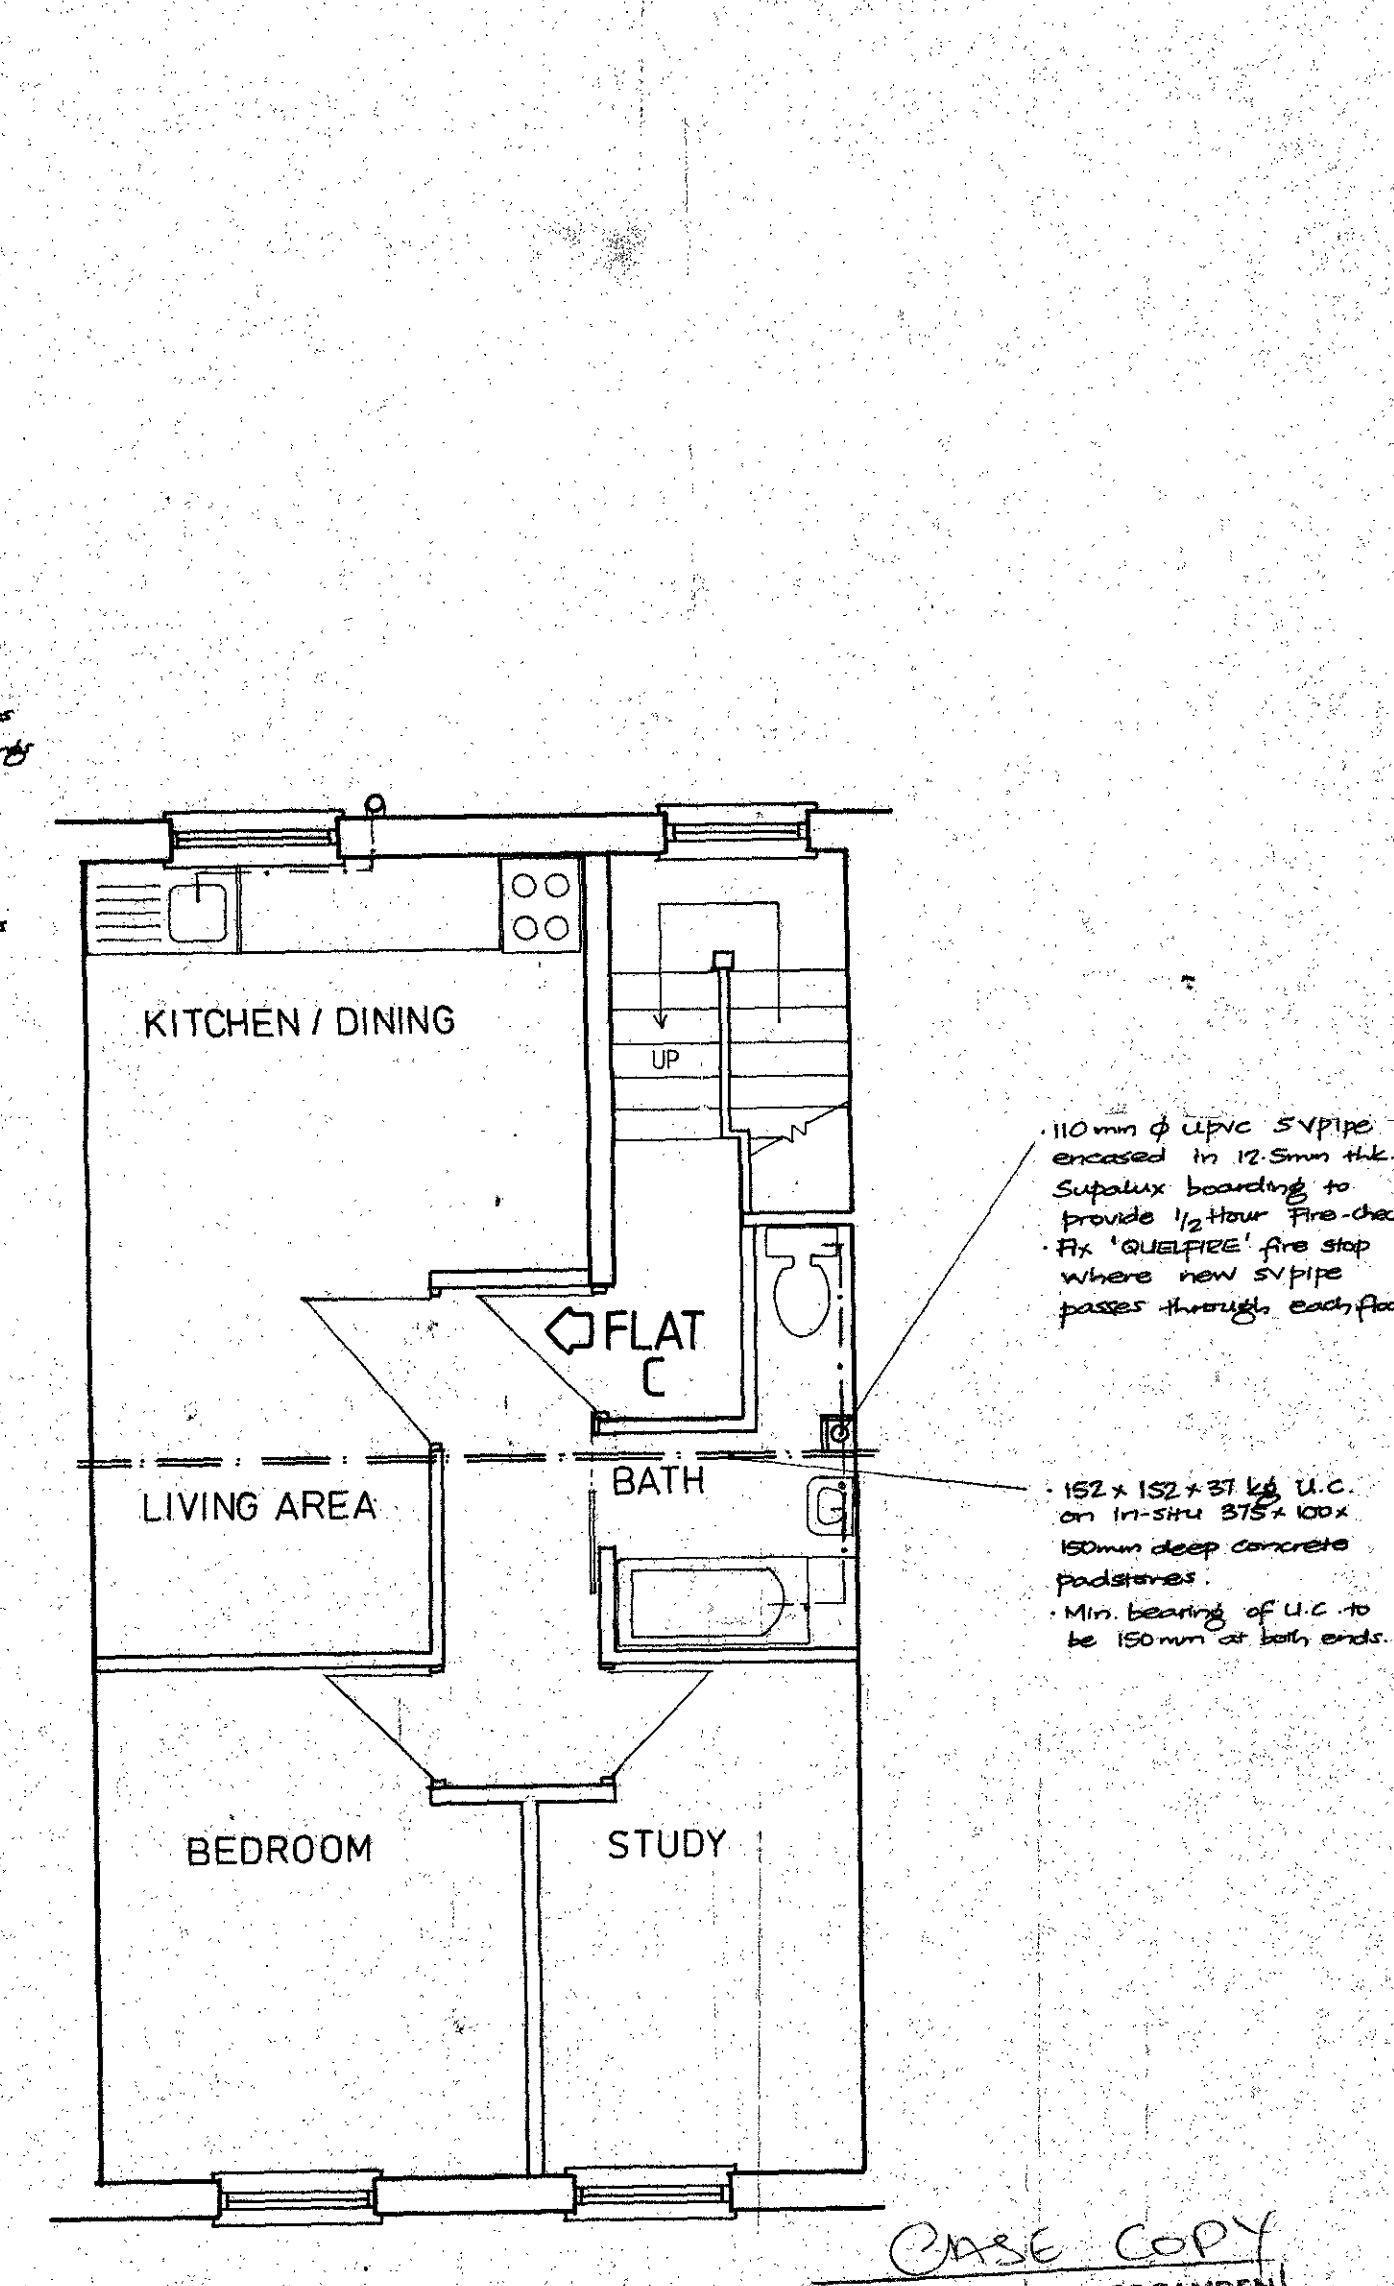 KITCHEN / DINING
UP
FLAT
C
BATH
LIVING AREA
BEDROOM
STUDY
· 110 mm ϕ upvc SVpipe
encased in 12.5mm thk.
Supalux boarding to
provide 1/2 Hour Fire-chec
· Fix 'QUELFIRE' fire stop
where new svpipe
passes through each floo
· 152 x 152 x 37 kg U.C.
on in-situ 375 x 100 x
150mm deep concrete
padstones.
· Min. bearing of U.C. to
be 150mm at both ends.
CASE COPY